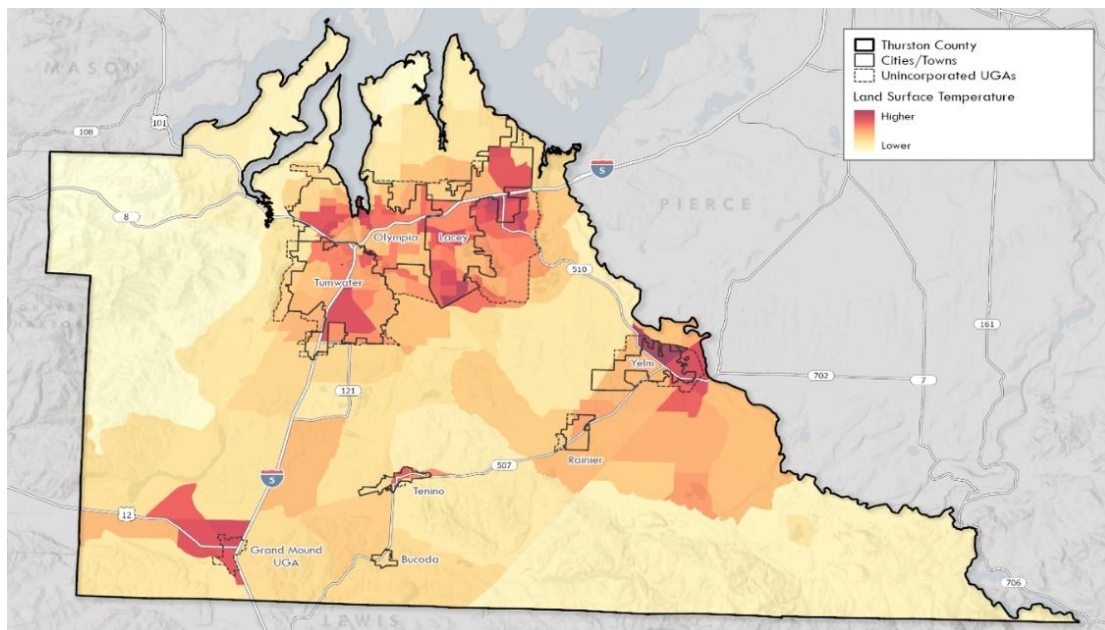 Thurston County
Cities/Towns
Unincorporated UGAs
Land Surface Temperature
Higher
Lower
MASON
101
108
5
8
PIERCE
Olympia
Lacey
510
Tumwater
161
Yelm
702
7
121
Rainier
507
5
Tenino
12
Grand Mound
UGA
Bucoda
706
LEWIS